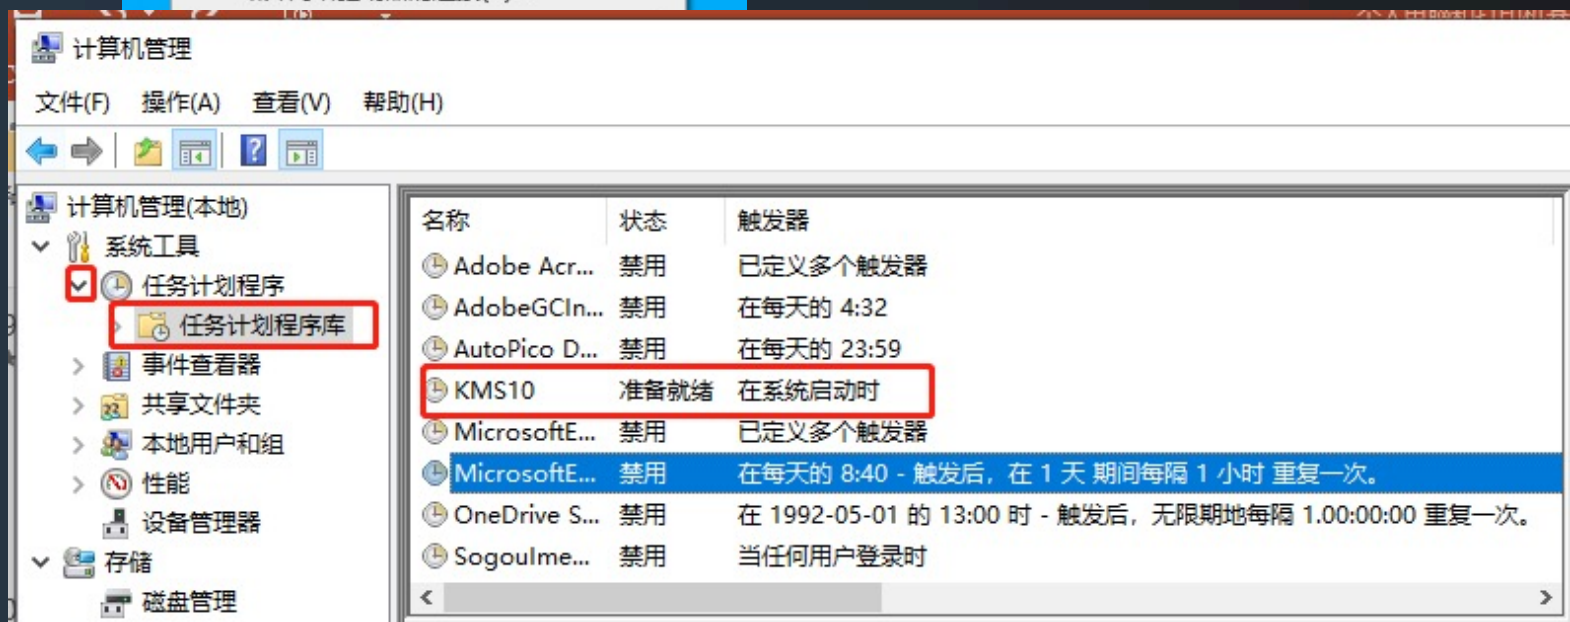 计算机管理
文件(F) 操作(A) 查看(V) 帮助(H)
计算机管理(本地)
系统工具
任务计划程序
任务计划程序库
事件查看器
共享文件夹
本地用户和组
性能
设备管理器
存储
磁盘管理
名称 状态 触发器
Adobe Acr... 禁用 已定义多个触发器
AdobeGCIn... 禁用 在每天的 4:32
AutoPico D... 禁用 在每天的 23:59
KMS10 准备就绪 在系统启动时
MicrosoftE... 禁用 已定义多个触发器
MicrosoftE... 禁用 在每天的 8:40 - 触发后，在 1 天 期间每隔 1 小时 重复一次。
OneDrive S... 禁用 在 1992-05-01 的 13:00 时 - 触发后，无限期地每隔 1.00:00:00 重复一次。
SogouIme... 禁用 当任何用户登录时